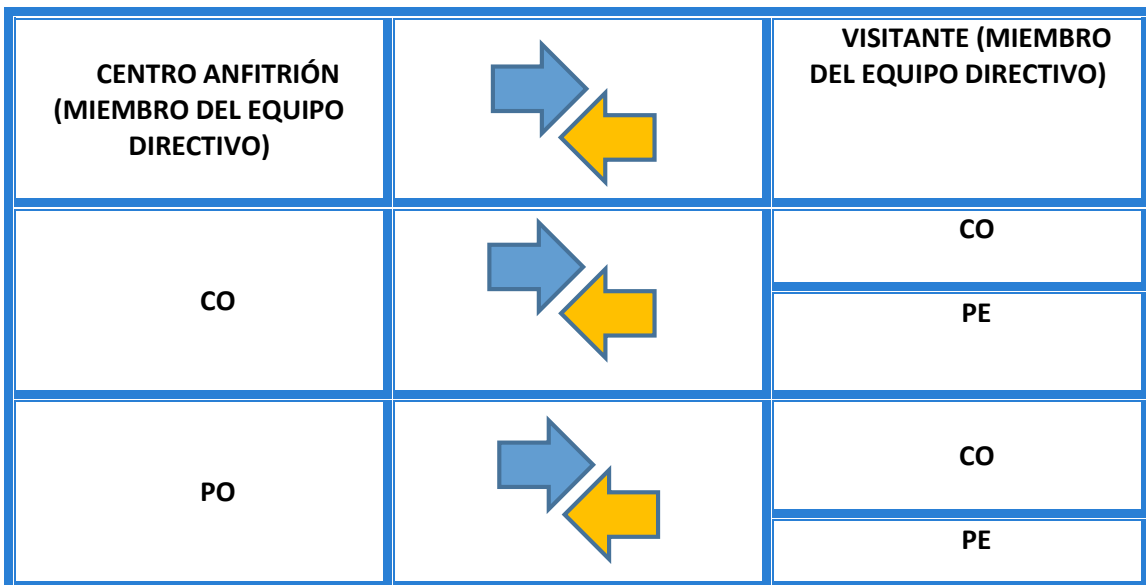 CENTRO ANFITRIÓN
(MIEMBRO DEL EQUIPO
DIRECTIVO)
VISITANTE (MIEMBRO
DEL EQUIPO DIRECTIVO)
CO
CO
PE
PO
CO
PE